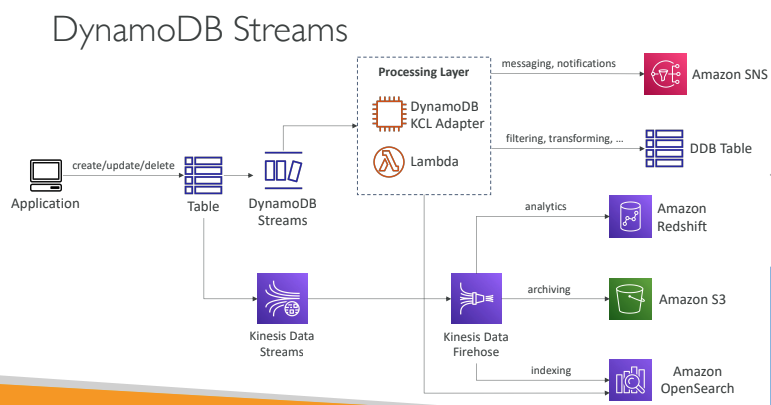 DynamoDB Streams
Processing Layer
messaging, notifications
Amazon SNS
DynamoDB
KCL Adapter
filtering, transforming, ...
DDB Table
Lambda
create/update/delete
Application
Table
DynamoDB
Streams
analytics
Amazon
Redshift
archiving
Amazon S3
Kinesis Data
Streams
Kinesis Data
Firehose
indexing
Amazon
OpenSearch